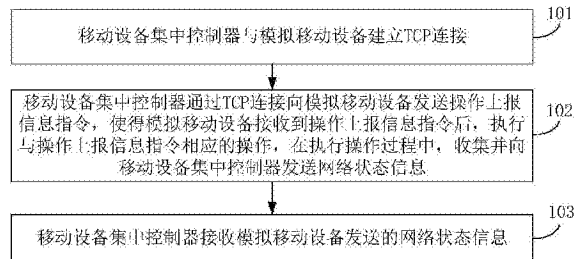 101
移动设备集中控制器与模拟移动设备建立TCP连接
移动设备集中控制器通过TCP连接向模拟移动设备发送操作上报
信息指令，使得模拟移动设备接收到操作上报信息指令后，执行
与操作上报信息指令相应的操作，在执行操作过程中，收集并向
移动设备集中控制器发送网络状态信息
102
移动设备集中控制器接收模拟移动设备发送的网络状态信息
103